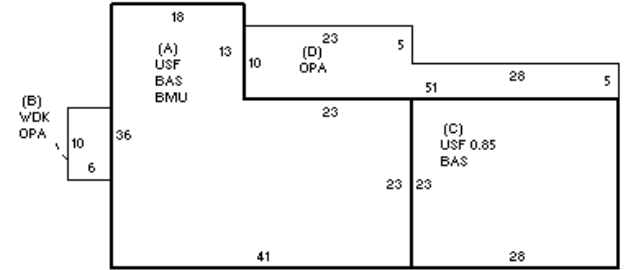 18
(A)
USF
BAS
BMU
13
10
23
(D)
OPA
5
28
5
51
(B)
WDK
OPA
10
6
36
23
(C)
USF 0.85
BAS
23
23
41
28